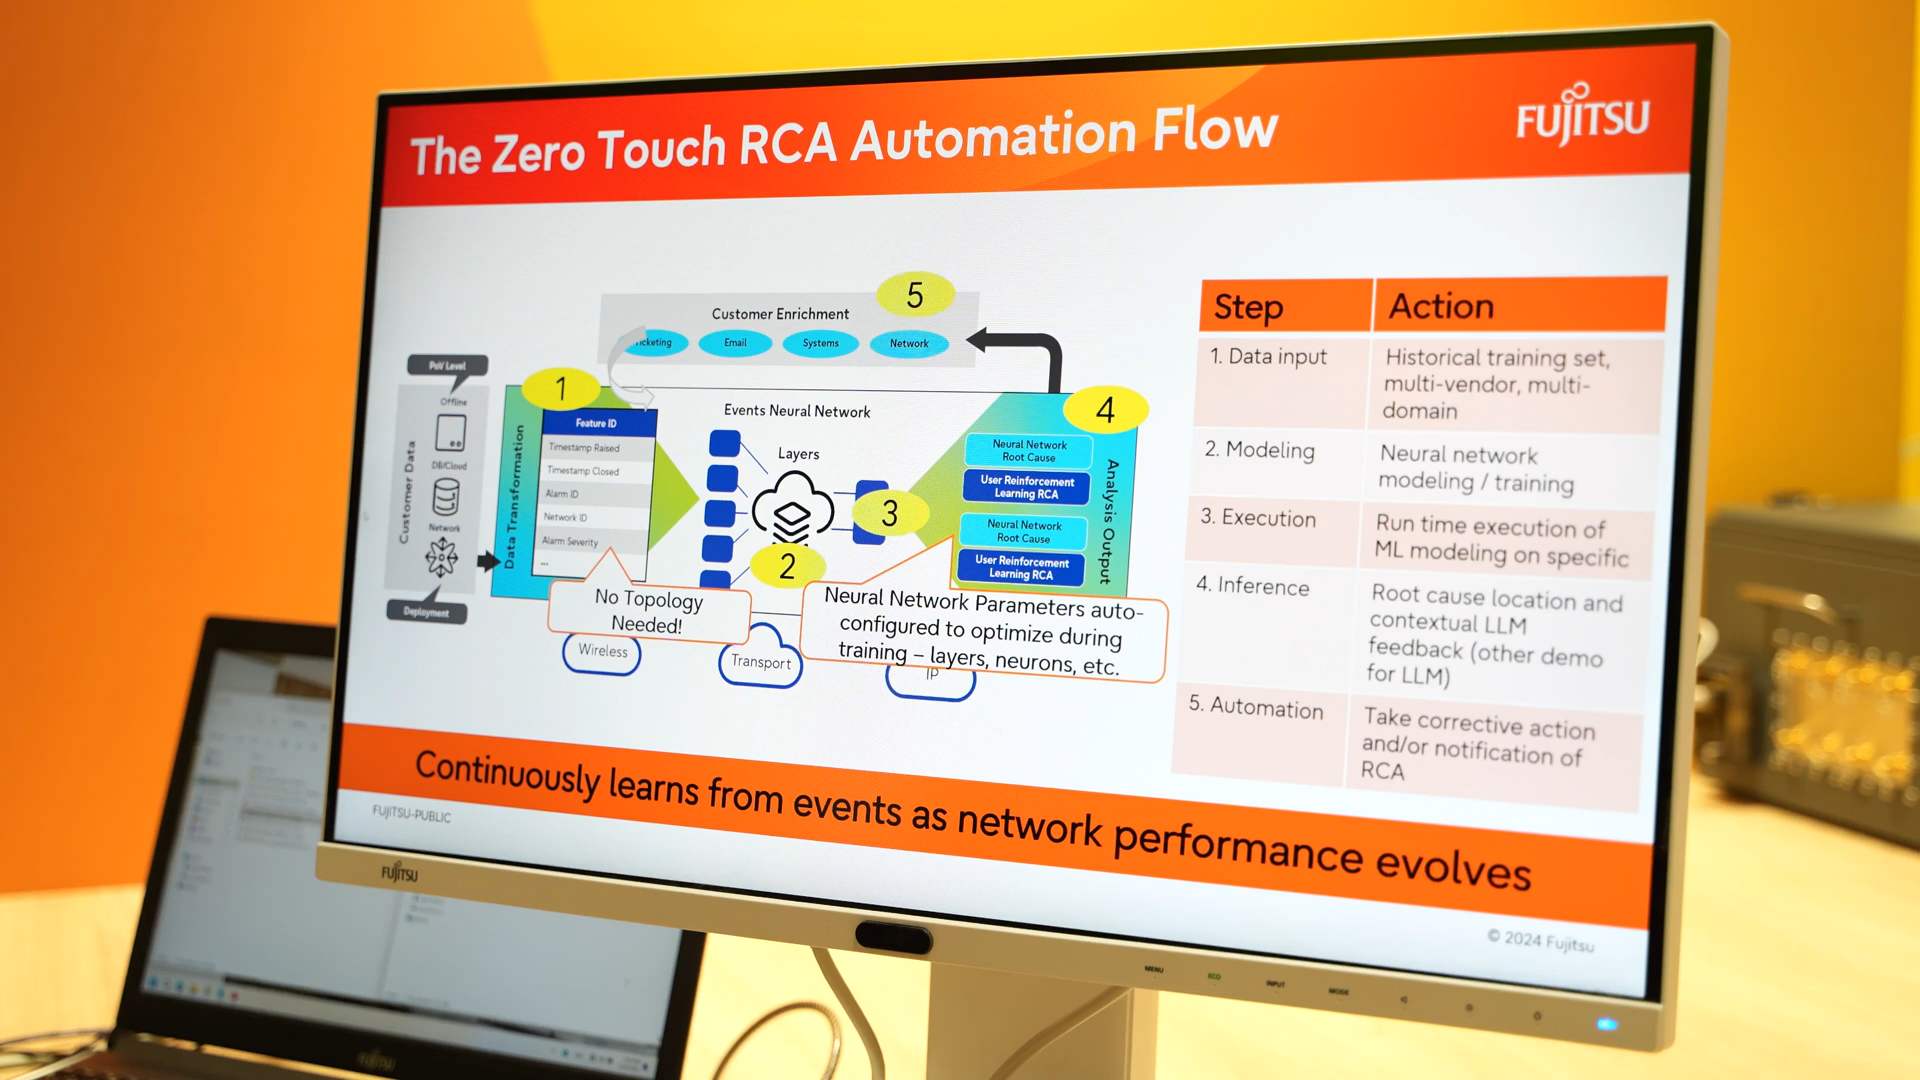 The Zero Touch RCA Automation Flow
FUJITSU
Customer Enrichment
5
Email
Systems
Network
PoV Level
Offline
DB/Cloud
Network
Deployment
Customer Data
Data Transformation
1
Feature ID
Timestamp Raised
Timestamp Closed
Alarm ID
Network ID
Alarm Severity
...
No Topology
Needed!
Events Neural Network
Layers
2
3
4
Neural Network
Root Cause
User Reinforcement
Learning RCA
Neural Network
Root Cause
User Reinforcement
Learning RCA
Analysis Output
Neural Network Parameters auto-
configured to optimize during
training – layers, neurons, etc.
Wireless
Transport
IP
Step
Action
1. Data input
Historical training set,
multi-vendor, multi-
domain
2. Modeling
Neural network
modeling / training
3. Execution
Run time execution of
ML modeling on specific
4. Inference
Root cause location and
contextual LLM
feedback (other demo
for LLM)
5. Automation
Take corrective action
and/or notification of
RCA
Continuously learns from events as network performance evolves
FUJITSU-PUBLIC
© 2024 Fujitsu
FUJITSU
MENU
ECO
INPUT
MODE
FUJITSU